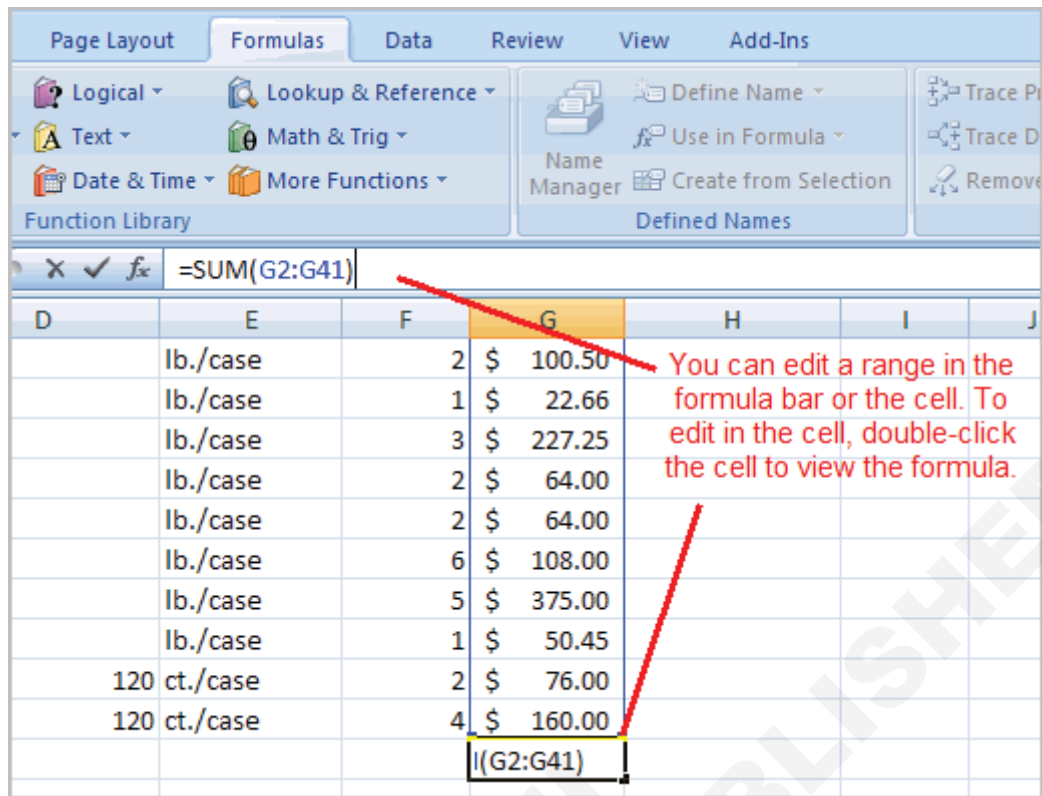 Page Layout Formulas Data Review View Add-Ins
Logical Lookup & Reference Define Name Trace
Text Math & Trig Use in Formula Trace
Date & Time More Functions Name Manager Create from Selection Remove
Function Library Defined Names
fx =SUM(G2:G41)
D E F G H I J
lb./case 2 $ 100.50
lb./case 1 $ 22.66
lb./case 3 $ 227.25
lb./case 2 $ 64.00
lb./case 2 $ 64.00
lb./case 6 $ 108.00
lb./case 5 $ 375.00
lb./case 1 $ 50.45
120 ct./case 2 $ 76.00
120 ct./case 4 $ 160.00
(G2:G41)
You can edit a range in the
formula bar or the cell. To
edit in the cell, double-click
the cell to view the formula.